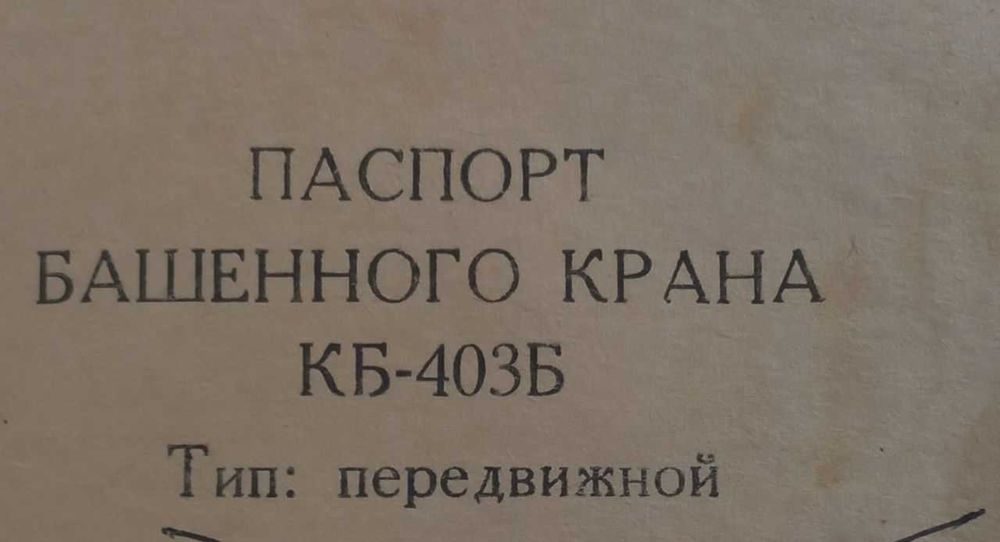 ПАСПОРТ
БАШЕННОГО КРАНА
КБ-403Б
Тип: передвижной